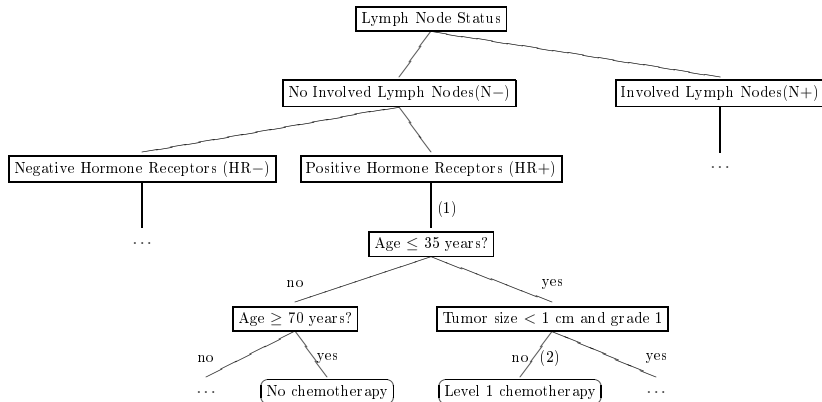 Lymph Node Status
No Involved Lymph Nodes(N−)
Involved Lymph Nodes(N+)
Negative Hormone Receptors (HR−)
Positive Hormone Receptors (HR+)
...
(1)
...
Age ≤ 35 years?
no
yes
Age ≥ 70 years?
Tumor size < 1 cm and grade 1
no
yes
no
(2)
yes
...
No chemotherapy
Level 1 chemotherapy
...